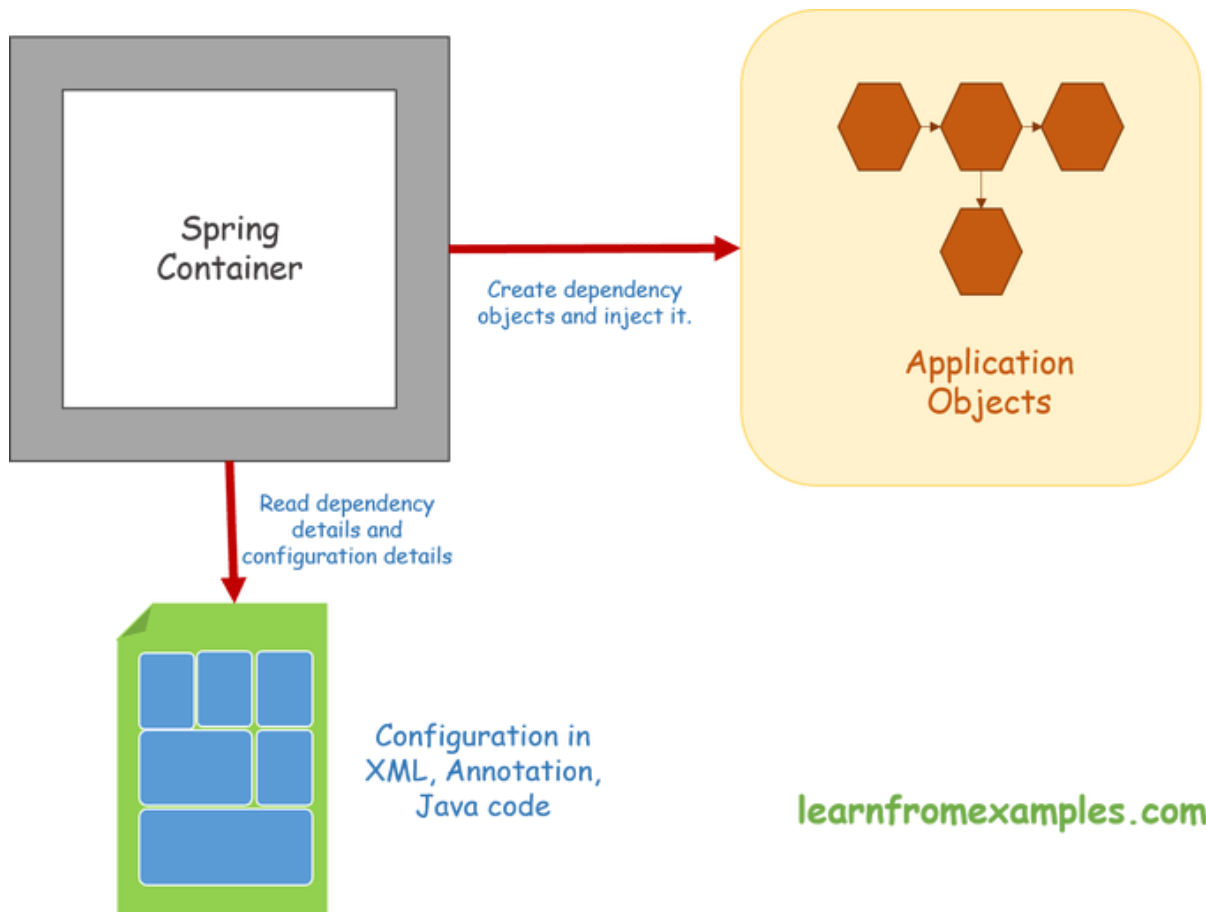 Spring
Container
Create dependency
objects and inject it.
Application
Objects
Read dependency
details and
configuration details
Configuration in
XML, Annotation,
Java code
learnfromexamples.com